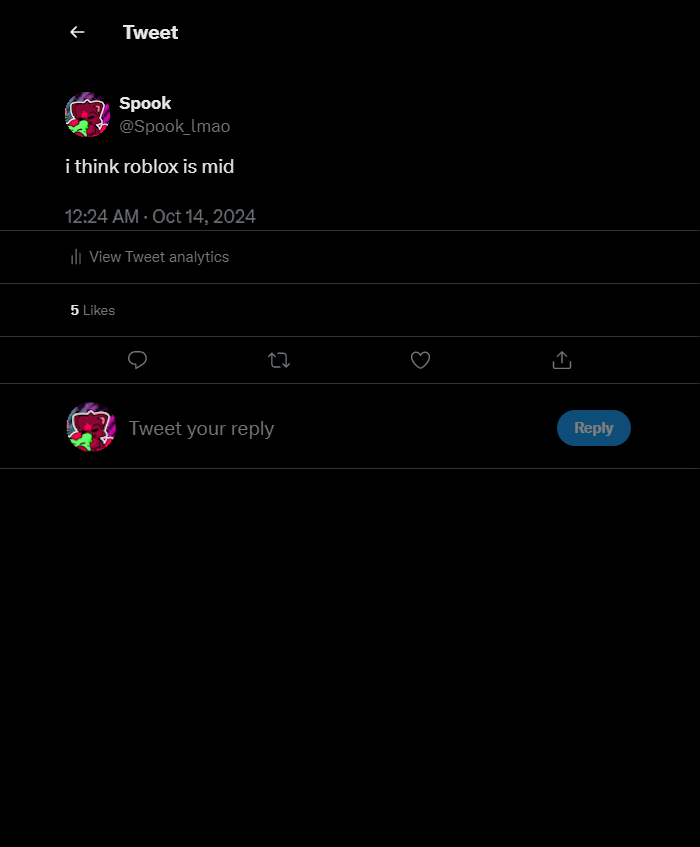 Tweet
Spook
@Spook_lmao
i think roblox is mid
12:24 AM · Oct 14, 2024
View Tweet analytics
5 Likes
Tweet your reply
Reply